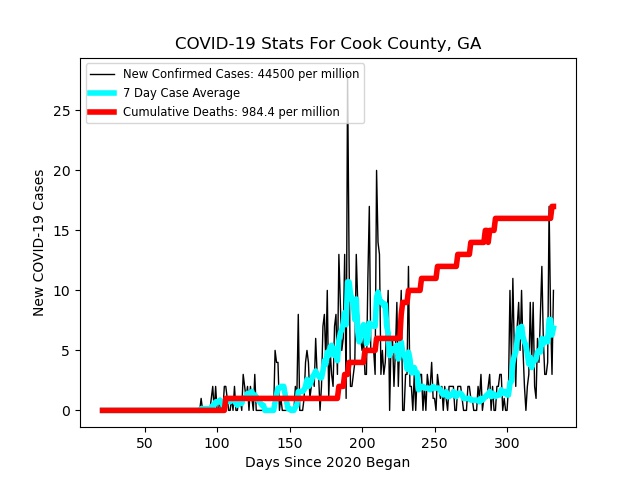 COVID-19 Stats For Cook County, GA
New Confirmed Cases: 44500 per million
7 Day Case Average
Cumulative Deaths: 984.4 per million
New COVID-19 Cases
25
20
15
10
5
0
50 100 150 200 250 300
Days Since 2020 Began